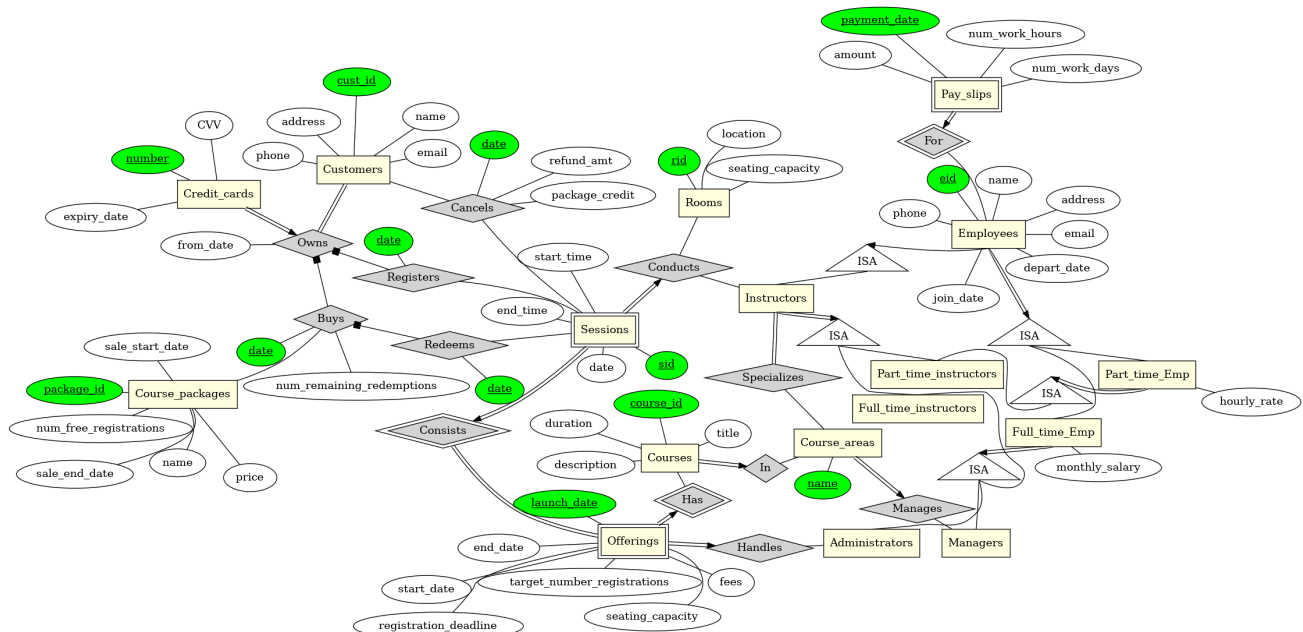 payment_date
num_work_hours
amount
num_work_days
cust_id
Pay_slips
name
address
CVV
date
location
For
number
phone
email
refund_amt
rid
seating_capacity
name
Customers
eid
Credit_cards
package_credit
address
expiry_date
Cancels
Rooms
phone
from_date
Owns
date
Employees
email
start_time
ISA
depart_date
Registers
Conducts
join_date
end_time
Instructors
Buys
Sessions
ISA
ISA
sale_start_date
date
Redeems
date
sid
package_id
Course_packages
num_remaining_redemptions
date
Specializes
Part_time_instructors
Part_time_Emp
ISA
hourly_rate
course_id
Full_time_instructors
num_free_registrations
Consists
duration
title
Full_time_Emp
sale_end_date
name
description
Courses
In
Course_areas
monthly_salary
price
name
ISA
launch_date
Has
Manages
end_date
Offerings
Handles
Administrators
Managers
start_date
target_number_registrations
fees
registration_deadline
seating_capacity